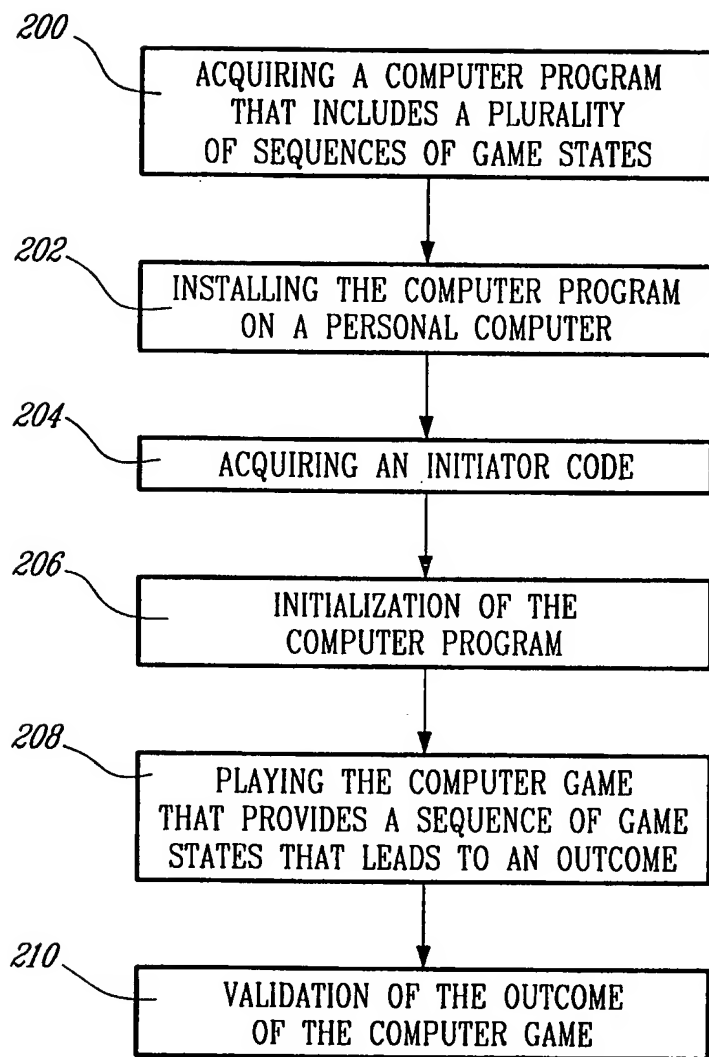 200
ACQUIRING A COMPUTER PROGRAM
THAT INCLUDES A PLURALITY
OF SEQUENCES OF GAME STATES
202
INSTALLING THE COMPUTER PROGRAM
ON A PERSONAL COMPUTER
204
ACQUIRING AN INITIATOR CODE
206
INITIALIZATION OF THE
COMPUTER PROGRAM
208
PLAYING THE COMPUTER GAME
THAT PROVIDES A SEQUENCE OF GAME
STATES THAT LEADS TO AN OUTCOME
210
VALIDATION OF THE OUTCOME
OF THE COMPUTER GAME